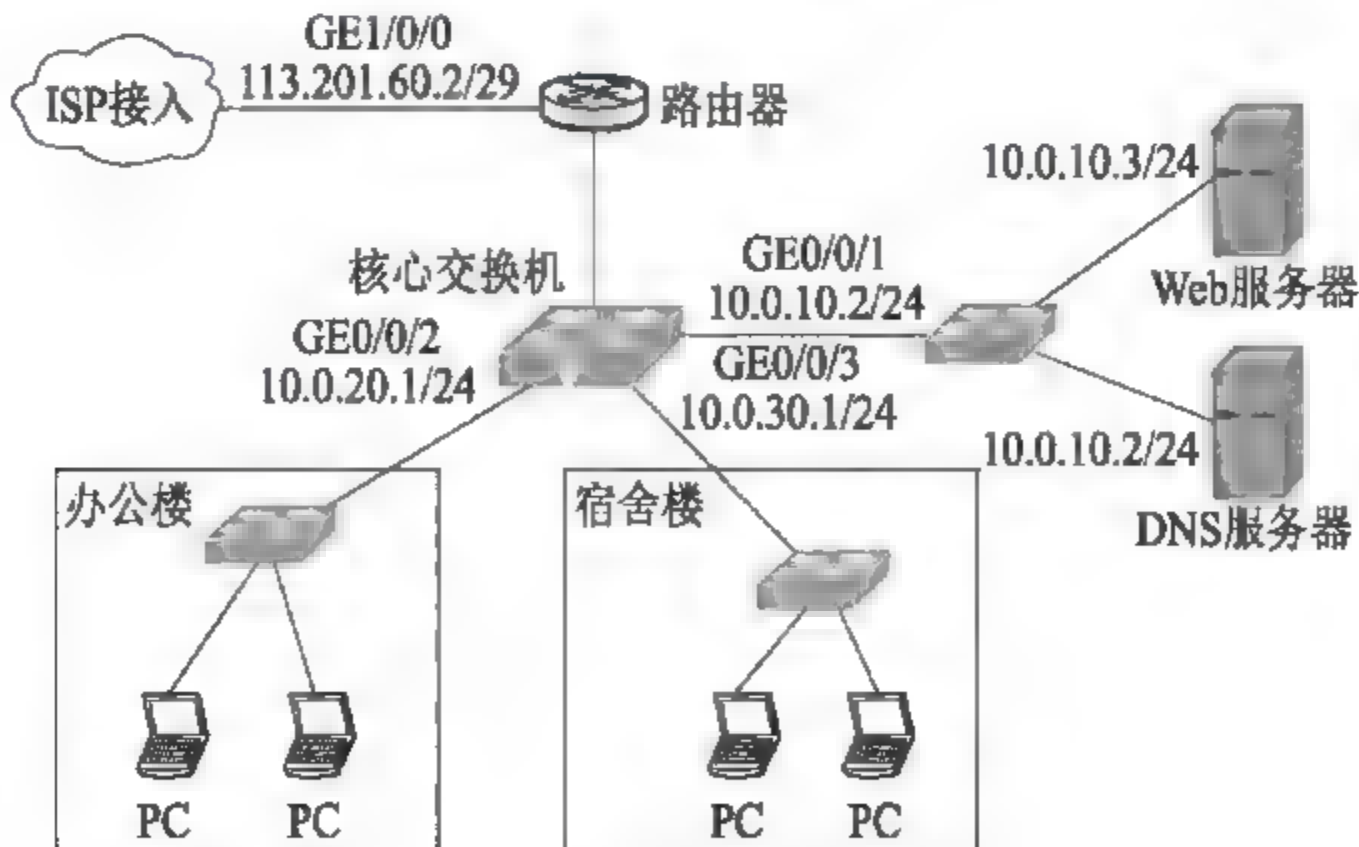 GE1/0/0
113.201.60.2/29
ISP接入
路由器
10.0.10.3/24
Web服务器
核心交换机
GE0/0/1
10.0.10.2/24
GE0/0/2
10.0.20.1/24
GE0/0/3
10.0.30.1/24
10.0.10.2/24
DNS服务器
办公楼
宿舍楼
PC
PC
PC
PC